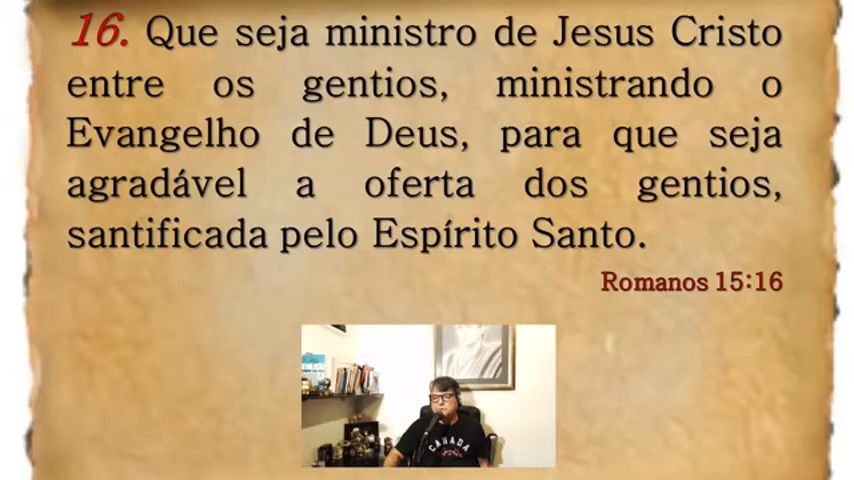 16. Que seja ministro de Jesus Cristo
entre os gentios, ministrando o
Evangelho de Deus, para que seja
agradável a oferta dos gentios,
santificada pelo Espírito Santo.
Romanos 15:16
CANADA